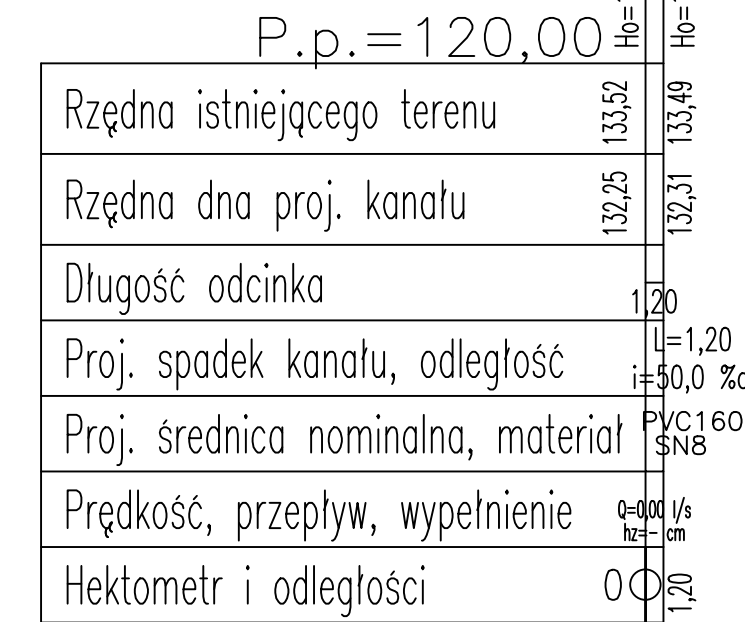 P.p.=120,00 Ho= Ho=
Rzędna istniejącego terenu 133,52 133,49
Rzędna dna proj. kanału 132,25 132,31
Długość odcinka 1,20
Proj. spadek kanału, odległość L=1,20
i=50,0 ‰
Proj. średnica nominalna, materiał PVC160
SN8
Prędkość, przepływ, wypełnienie Q=0,00 l/s
hz=- cm
Hektometr i odległości 0 1,20